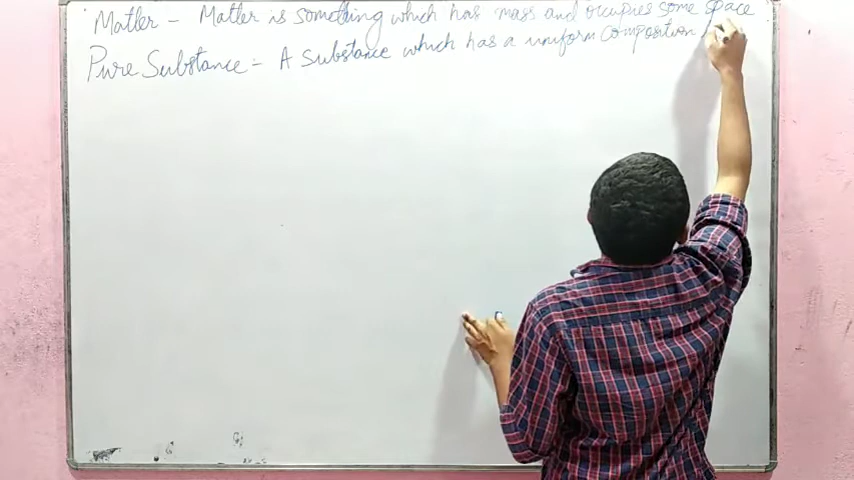 Matter - Matter is something which has mass and occupies some space
Pure Substance - A substance which has a uniform composition